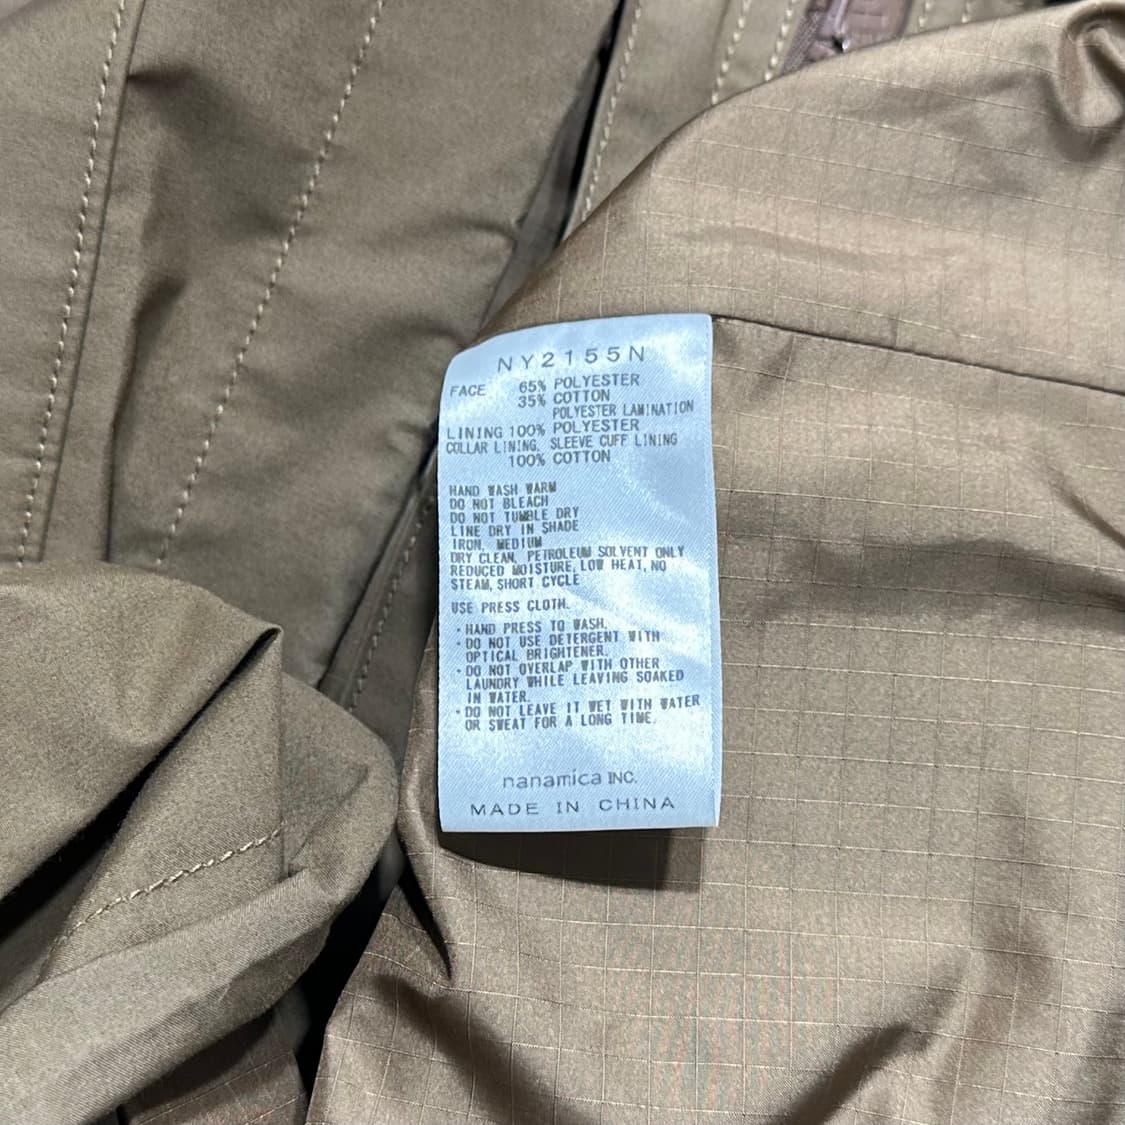 NY2155N
FACE 65% POLYESTER
35% COTTON
POLYESTER LAMINATION
LINING 100% POLYESTER
COLLAR LINING, SLEEVE CUFF LINING
100% COTTON
HAND WASH WARM
DO NOT BLEACH
DO NOT TUMBLE DRY
LINE DRY IN SHADE
IRON, MEDIUM
DRY CLEAN, PETROLEUM SOLVENT ONLY
REDUCED MOISTURE, LOW HEAT, NO
STEAM, SHORT CYCLE
USE PRESS CLOTH.
・HAND PRESS TO WASH.
・DO NOT USE DETERGENT WITH
OPTICAL BRIGHTENER.
・DO NOT OVERLAP WITH OTHER
LAUNDRY WHILE LEAVING SOAKED
IN WATER.
・DO NOT LEAVE IT WET WITH WATER
OR SWEAT FOR A LONG TIME.
nanamica INC.
MADE IN CHINA